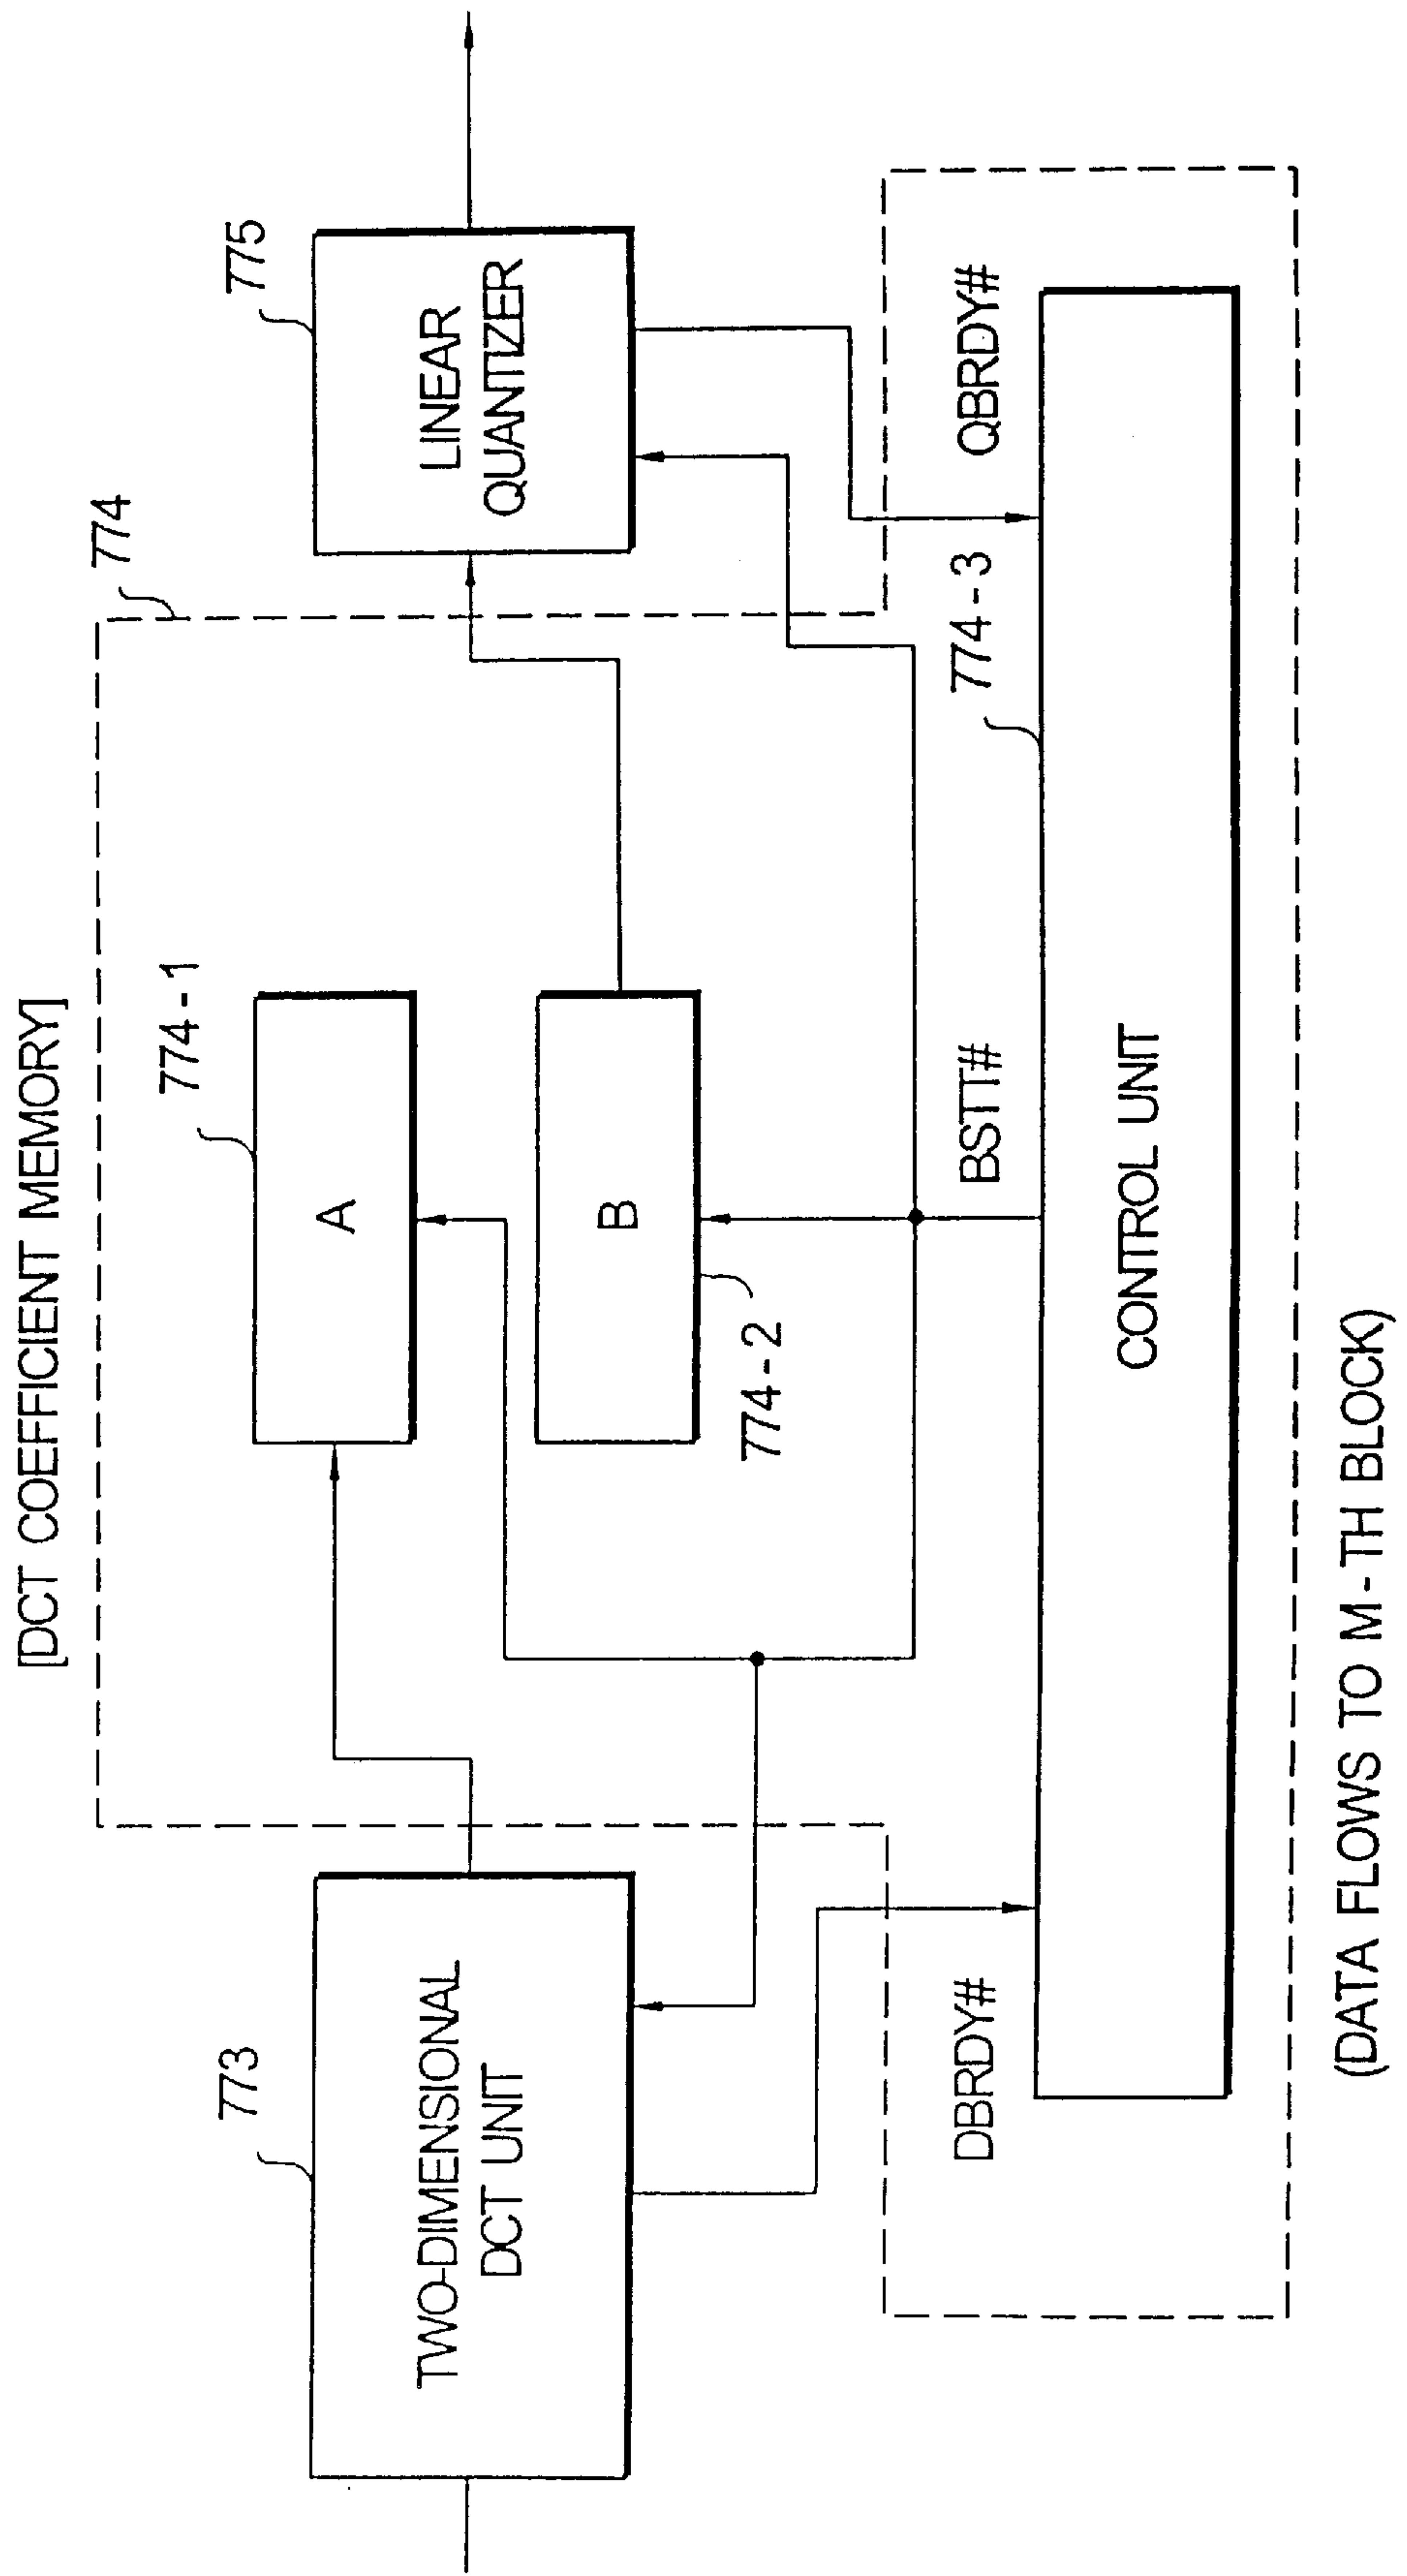 [DCT COEFFICIENT MEMORY]
774
773
774-1
775
TWO-DIMENSIONAL
DCT UNIT
A
LINEAR
QUANTIZER
B
774-2
DBRDY#
BSTT#
774-3
QBRDY#
CONTROL UNIT
(DATA FLOWS TO M-TH BLOCK)